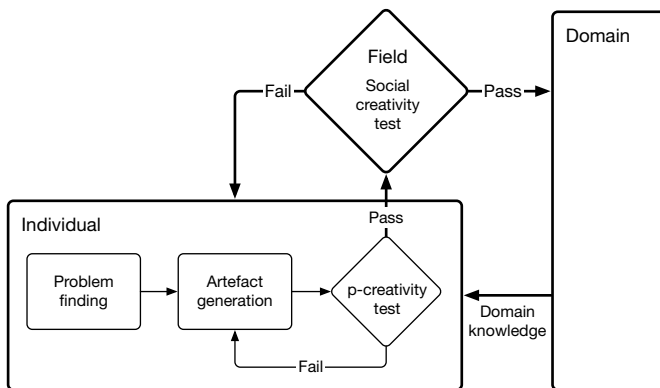 Field
Social
creativity
test
Fail
Pass
Domain
Individual
Pass
Problem
finding
Artefact
generation
p-creativity
test
Fail
Domain
knowledge